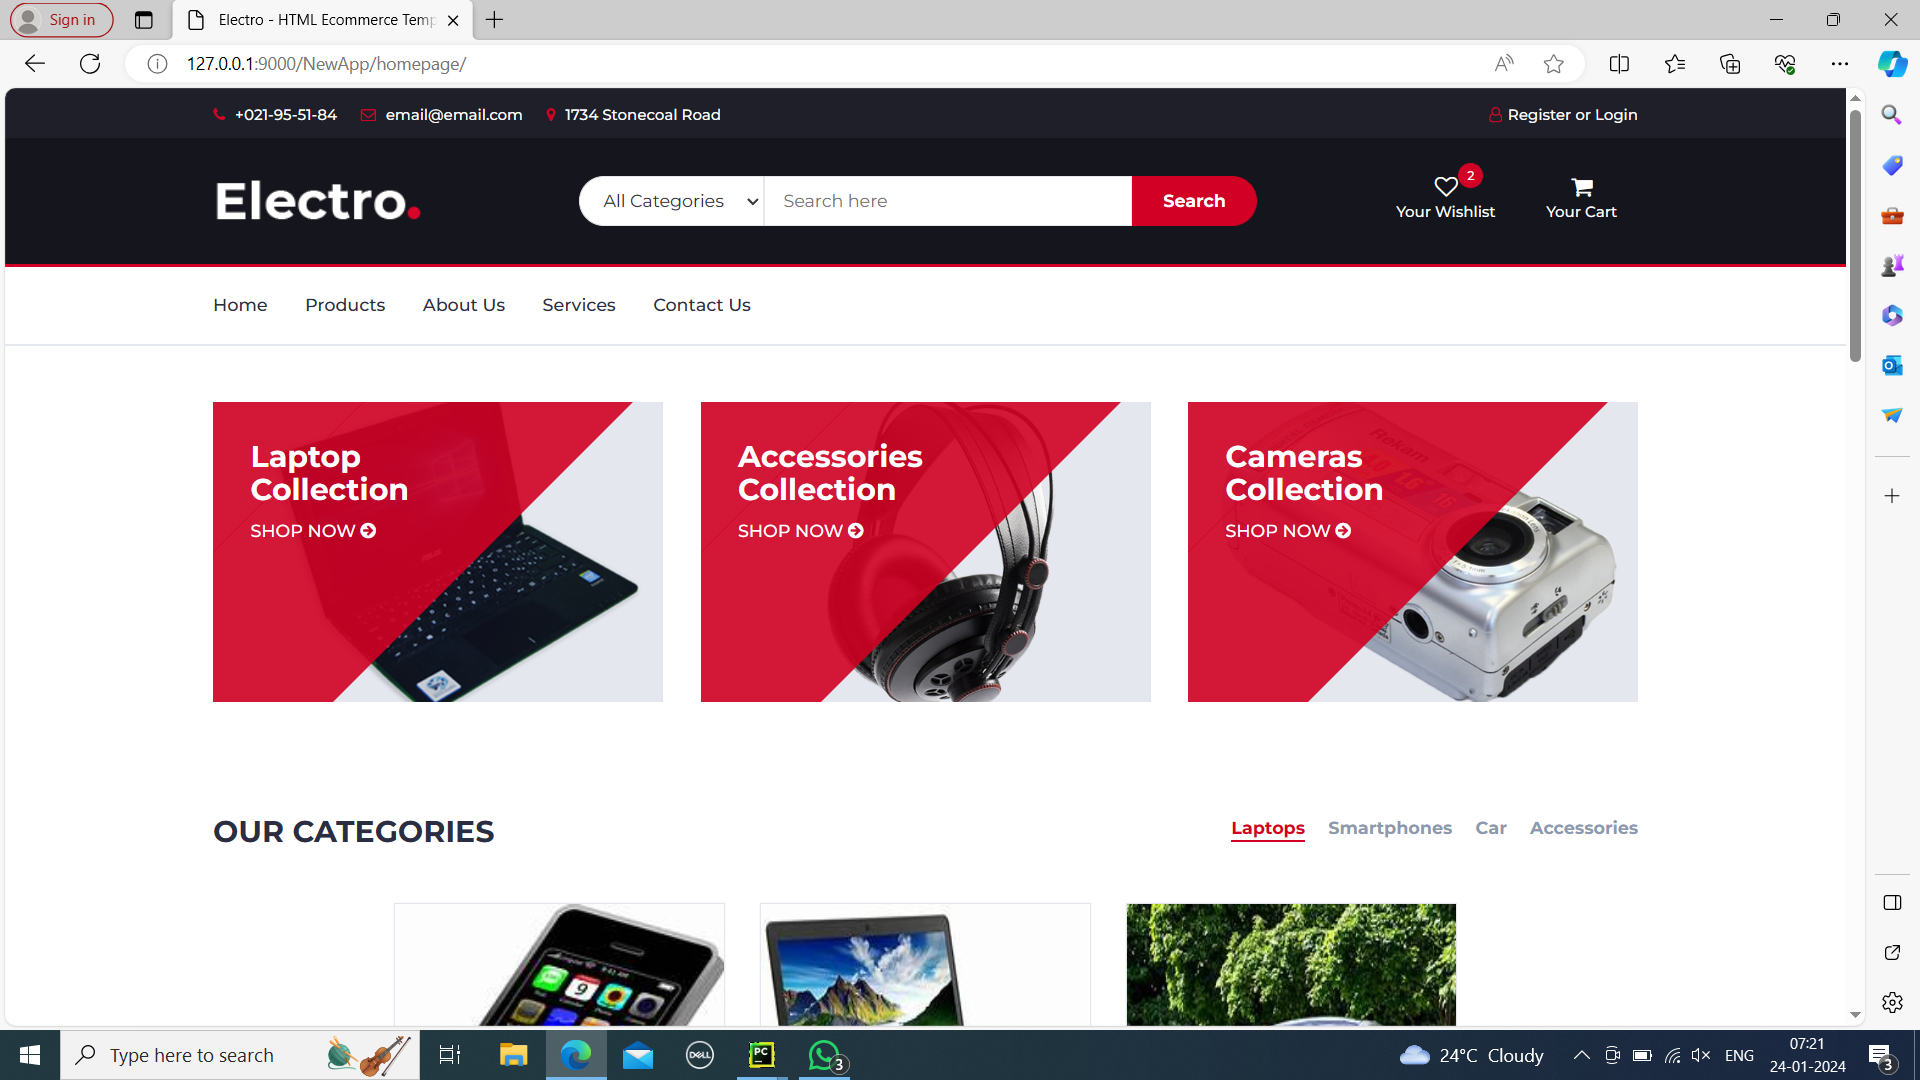 Sign in
Electro - HTML Ecommerce Temp
127.0.0.1:9000/NewApp/homepage/
+021-95-51-84 email@email.com 1734 Stonecoal Road Register or Login
Electro.
All Categories Search here Search
2
Your Wishlist Your Cart
Home Products About Us Services Contact Us
Laptop
Collection
SHOP NOW
Accessories
Collection
SHOP NOW
Cameras
Collection
SHOP NOW
OUR CATEGORIES
Laptops Smartphones Car Accessories
Type here to search
DELL
PC
3
24°C Cloudy
ENG
07:21
24-01-2024
3